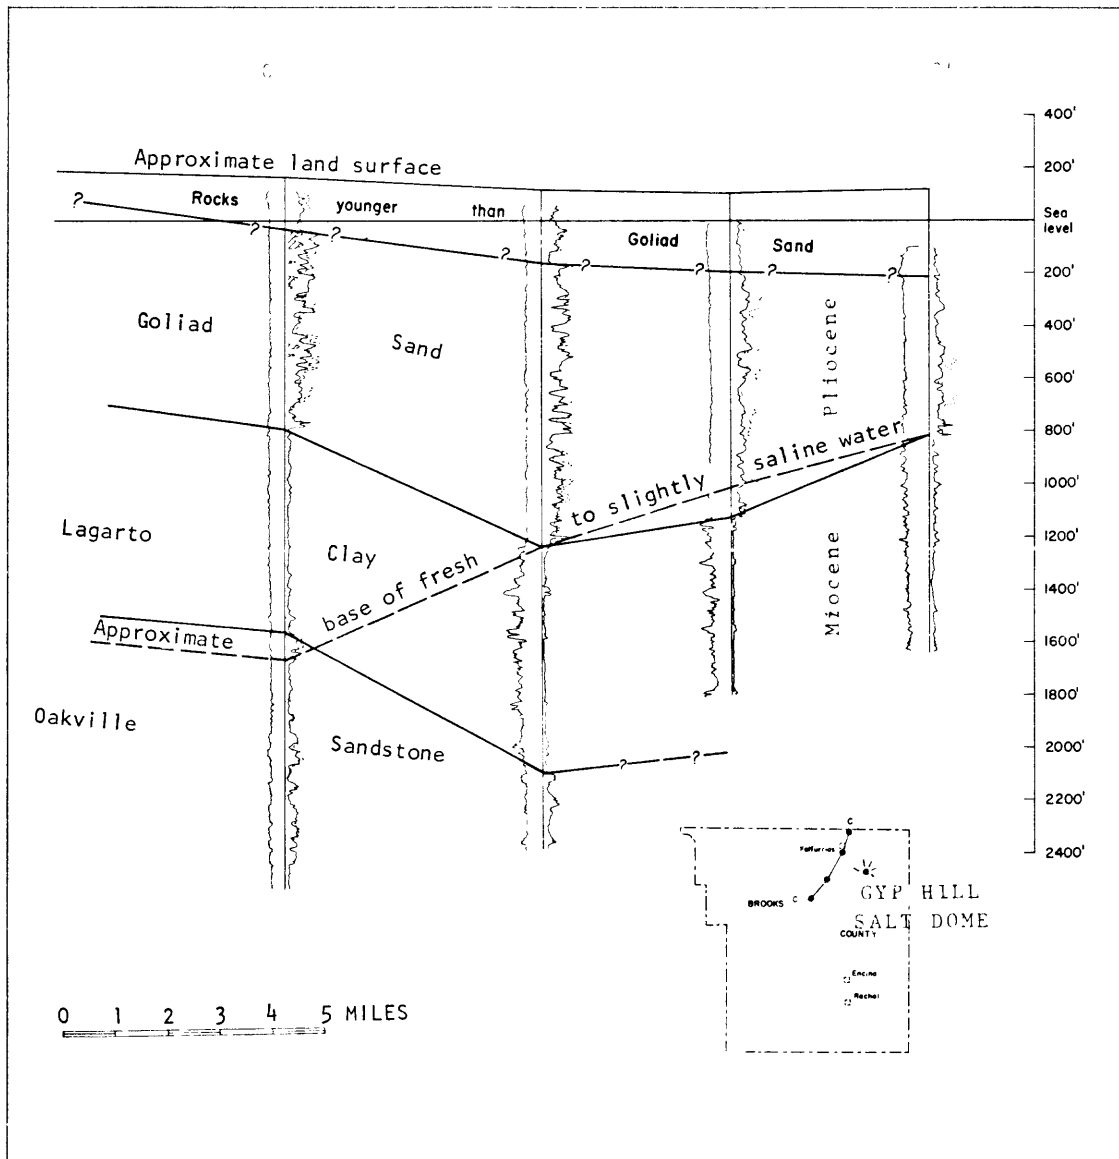 C
400'
Approximate land surface
200'
Rocks younger than
?
Sea
level
Goliad Sand
? ? ? ? ? ? ?
200'
Goliad
Sand
Pliocene
400'
600'
800'
saline water
1000'
to slightly
Lagarto
Clay
1200'
base of fresh
Miocene
1400'
Approximate
1600'
1800'
Oakville
Sandstone
? ?
2000'
2200'
2400'
C
Falfurrias
GYP HILL
SALT DOME
BROOKS C
COUNTY
Encino
Rachal
0 1 2 3 4 5 MILES